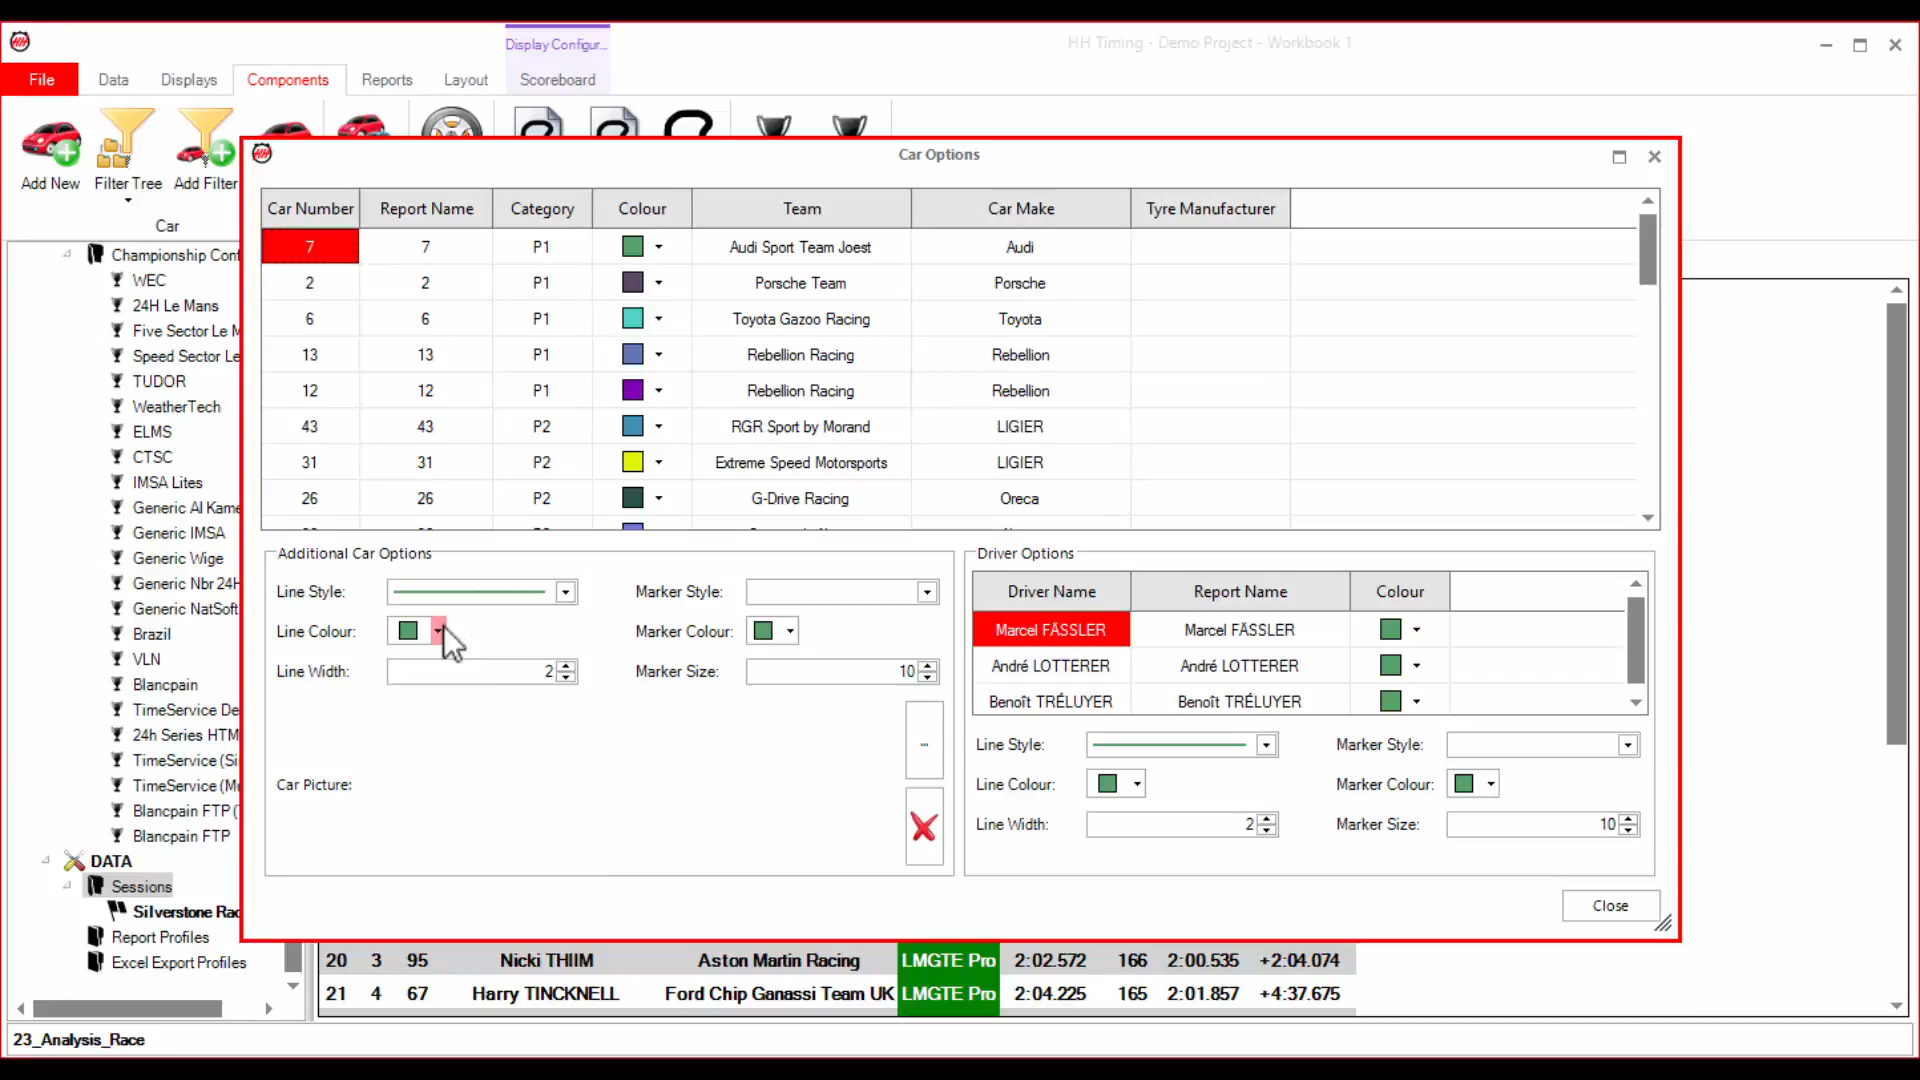 Display Configur...
HH Timing - Demo Project - Workbook 1
File Data Displays Components Reports Layout Scoreboard
Add New Filter Tree Add Filter
Car
Car Options
Car Number Report Name Category Colour Team Car Make Tyre Manufacturer
7 7 P1 Audi Sport Team Joest Audi
2 2 P1 Porsche Team Porsche
6 6 P1 Toyota Gazoo Racing Toyota
13 13 P1 Rebellion Racing Rebellion
12 12 P1 Rebellion Racing Rebellion
43 43 P2 RGR Sport by Morand LIGIER
31 31 P2 Extreme Speed Motorsports LIGIER
26 26 P2 G-Drive Racing Oreca
Additional Car Options
Line Style: Marker Style:
Line Colour: Marker Colour:
Line Width: 2 Marker Size: 10
...
Car Picture:
Driver Options
Driver Name Report Name Colour
Marcel FÄSSLER Marcel FÄSSLER
André LOTTERER André LOTTERER
Benoît TRÉLUYER Benoît TRÉLUYER
Line Style: Marker Style:
Line Colour: Marker Colour:
Line Width: 2 Marker Size: 10
Close
Championship Conf
WEC
24H Le Mans
Five Sector Le M
Speed Sector Le
TUDOR
WeatherTech
ELMS
CTSC
IMSA Lites
Generic Al Kame
Generic IMSA
Generic Wige
Generic Nbr 24H
Generic NatSoft
Brazil
VLN
Blancpain
TimeService De
24h Series HTM
TimeService (Si
TimeService (Mu
Blancpain FTP (
Blancpain FTP
DATA
Sessions
Silverstone Rac
Report Profiles
Excel Export Profiles
20 3 95 Nicki THIIM Aston Martin Racing LMGTE Pro 2:02.572 166 2:00.535 +2:04.074
21 4 67 Harry TINCKNELL Ford Chip Ganassi Team UK LMGTE Pro 2:04.225 165 2:01.857 +4:37.675
23_Analysis_Race